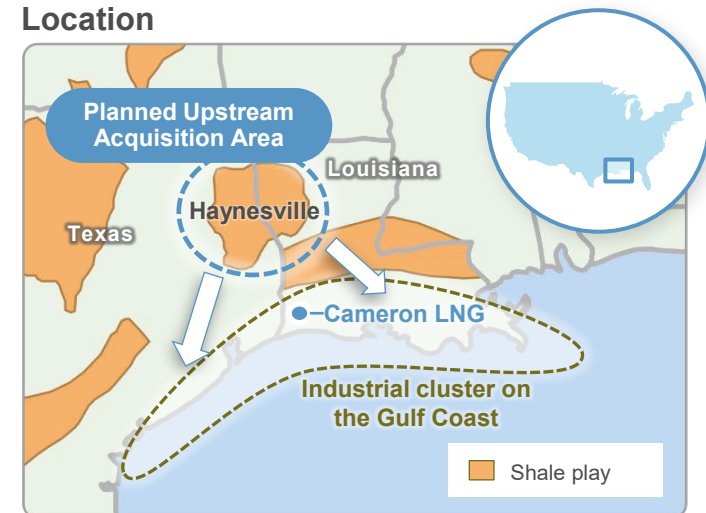 Location
Planned Upstream
Acquisition Area
Louisiana
Haynesville
Texas
Cameron LNG
Industrial cluster on
the Gulf Coast
Shale play